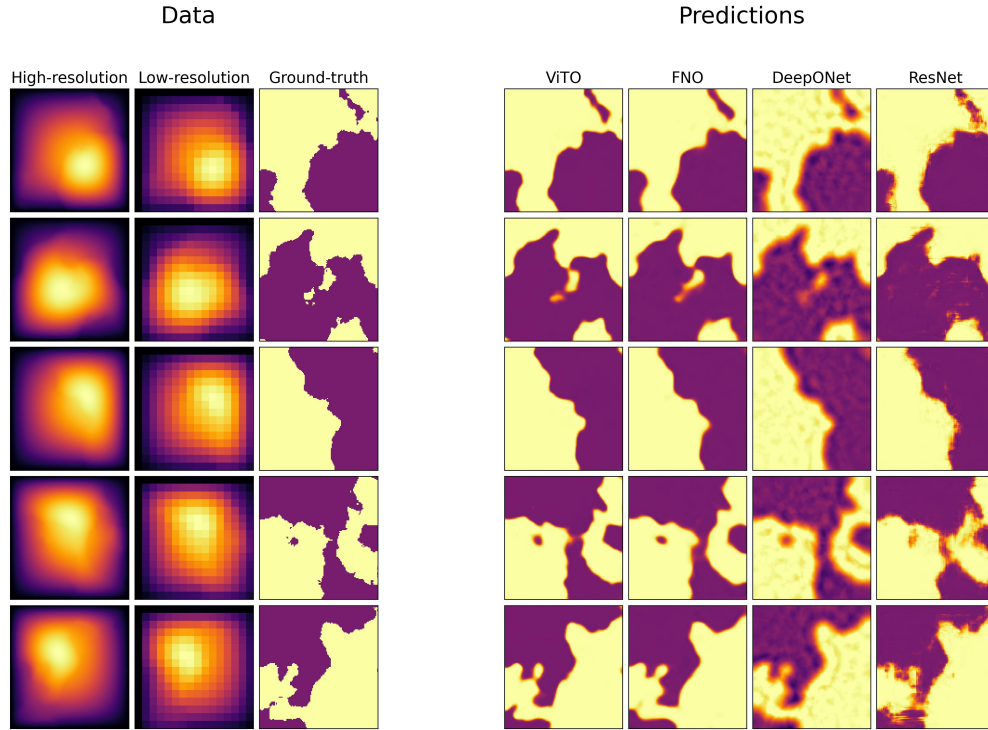 Data
Predictions
High-resolution Low-resolution Ground-truth
ViTO FNO DeepONet ResNet